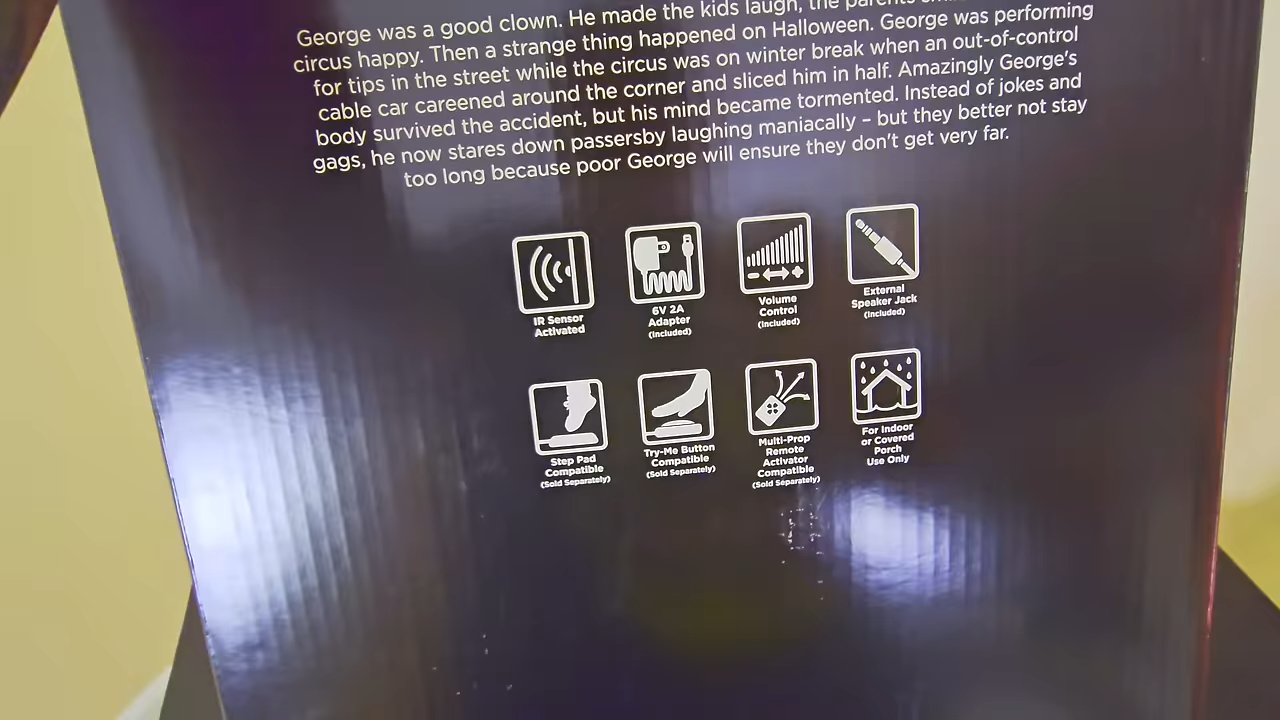 George was a good clown. He made the kids laugh, the parents
circus happy. Then a strange thing happened on Halloween. George was performing
for tips in the street while the circus was on winter break when an out-of-control
cable car careened around the corner and sliced him in half. Amazingly George's
body survived the accident, but his mind became tormented. Instead of jokes and
gags, he now stares down passersby laughing maniacally – but they better not stay
too long because poor George will ensure they don't get very far.
IR Sensor
Activated
6V 2A
Adapter
(Included)
Volume
Control
(Included)
External
Speaker Jack
(Included)
Step Pad
Compatible
(Sold Separately)
Try-Me Button
Compatible
(Sold Separately)
Multi-Prop
Remote
Activator
Compatible
(Sold Separately)
For Indoor
or Covered
Porch
Use Only